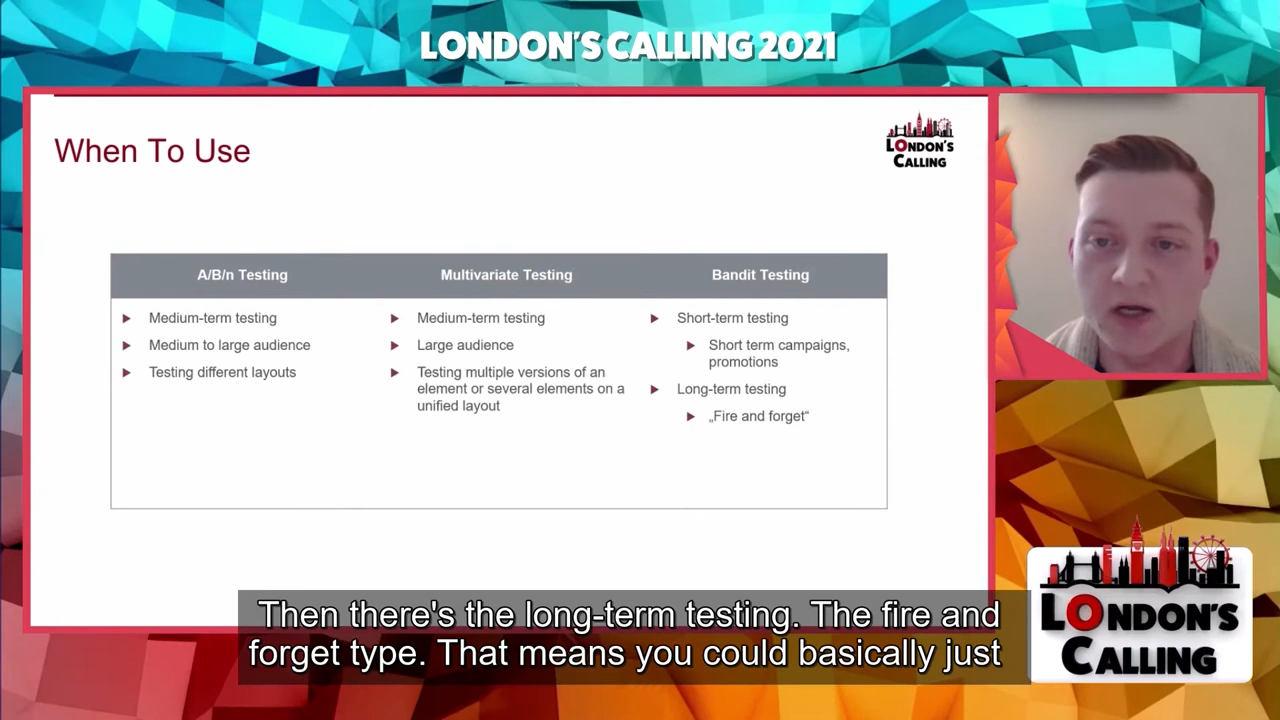 LONDON'S CALLING 2021
When To Use
LONDON'S
CALLING
A/B/n Testing
Medium-term testing
Medium to large audience
Testing different layouts
Multivariate Testing
Medium-term testing
Large audience
Testing multiple versions of an
element or several elements on a
unified layout
Bandit Testing
Short-term testing
Short term campaigns,
promotions
Long-term testing
„Fire and forget“
Then there's the long-term testing. The fire and
forget type. That means you could basically just
LONDON'S
CALLING